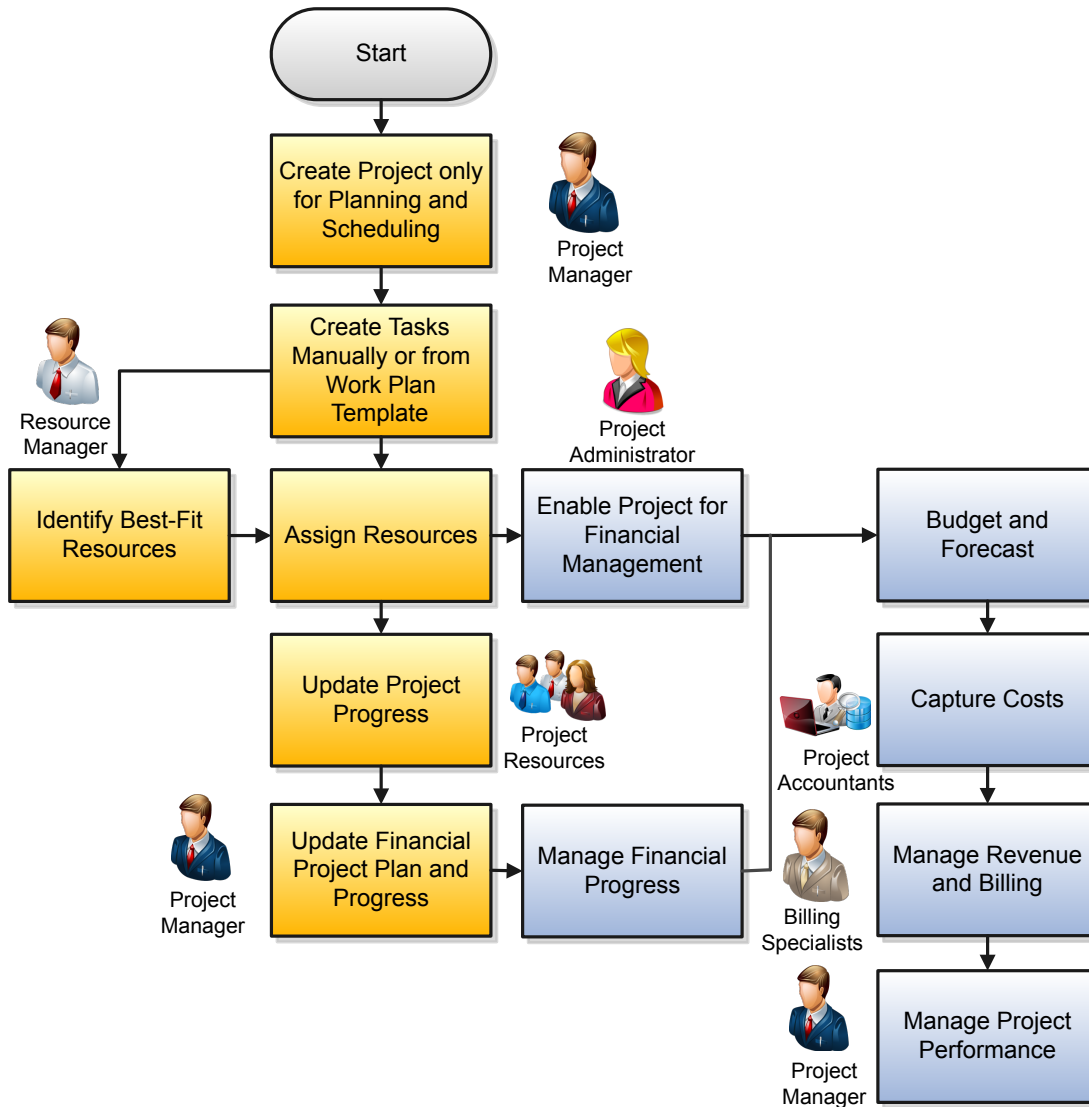 Start
Create Project only
for Planning and
Scheduling
Project
Manager
Create Tasks
Manually or from
Work Plan
Template
Resource
Manager
Project
Administrator
Identify Best-Fit
Resources
Assign Resources
Enable Project for
Financial
Management
Budget and
Forecast
Update Project
Progress
Project
Resources
Capture Costs
Project
Accountants
Project
Manager
Update Financial
Project Plan and
Progress
Manage Financial
Progress
Billing
Specialists
Manage Revenue
and Billing
Project
Manager
Manage Project
Performance